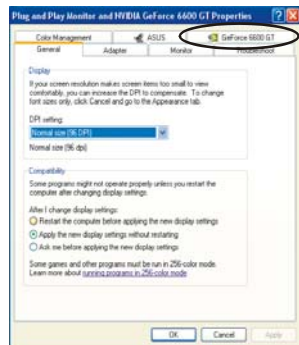 Plug and Play Monitor and NVIDIA GeForce 6600 GT Properties
Color Management
ASUS
GeForce 6600 GT
General
Adapter
Monitor
Troubleshoot
Display
If your screen resolution makes screen items too small to view
comfortably, you can increase the DPI to compensate. To change
font sizes only, click Cancel and go to the Appearance tab.
DPI setting:
Normal size (96 DPI)
Normal size (96 dpi)
Compatibility
Some programs might not operate properly unless you restart the
computer after changing display settings.
After I change display settings:
Restart the computer before applying the new display settings
Apply the new display settings without restarting
Ask me before applying the new display settings
Some games and other programs must be run in 256-color mode.
Learn more about running programs in 256-color mode
OK
Cancel
Apply